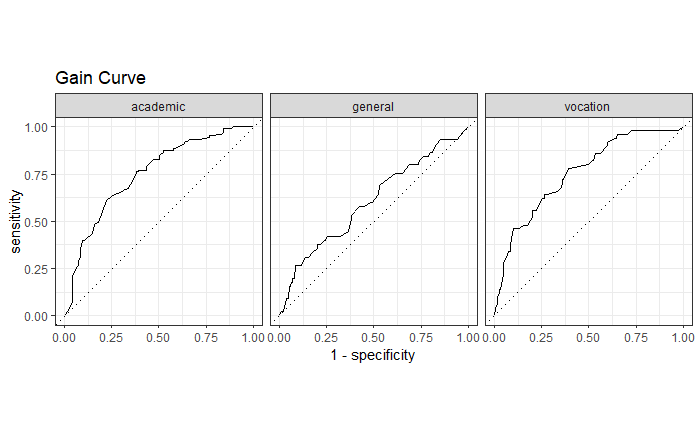 Gain Curve
academic general vocation
1.00
0.75
0.50
0.25
0.00
sensitivity
0.00 0.25 0.50 0.75 1.00 0.00 0.25 0.50 0.75 1.00 0.00 0.25 0.50 0.75 1.00
1 - specificity